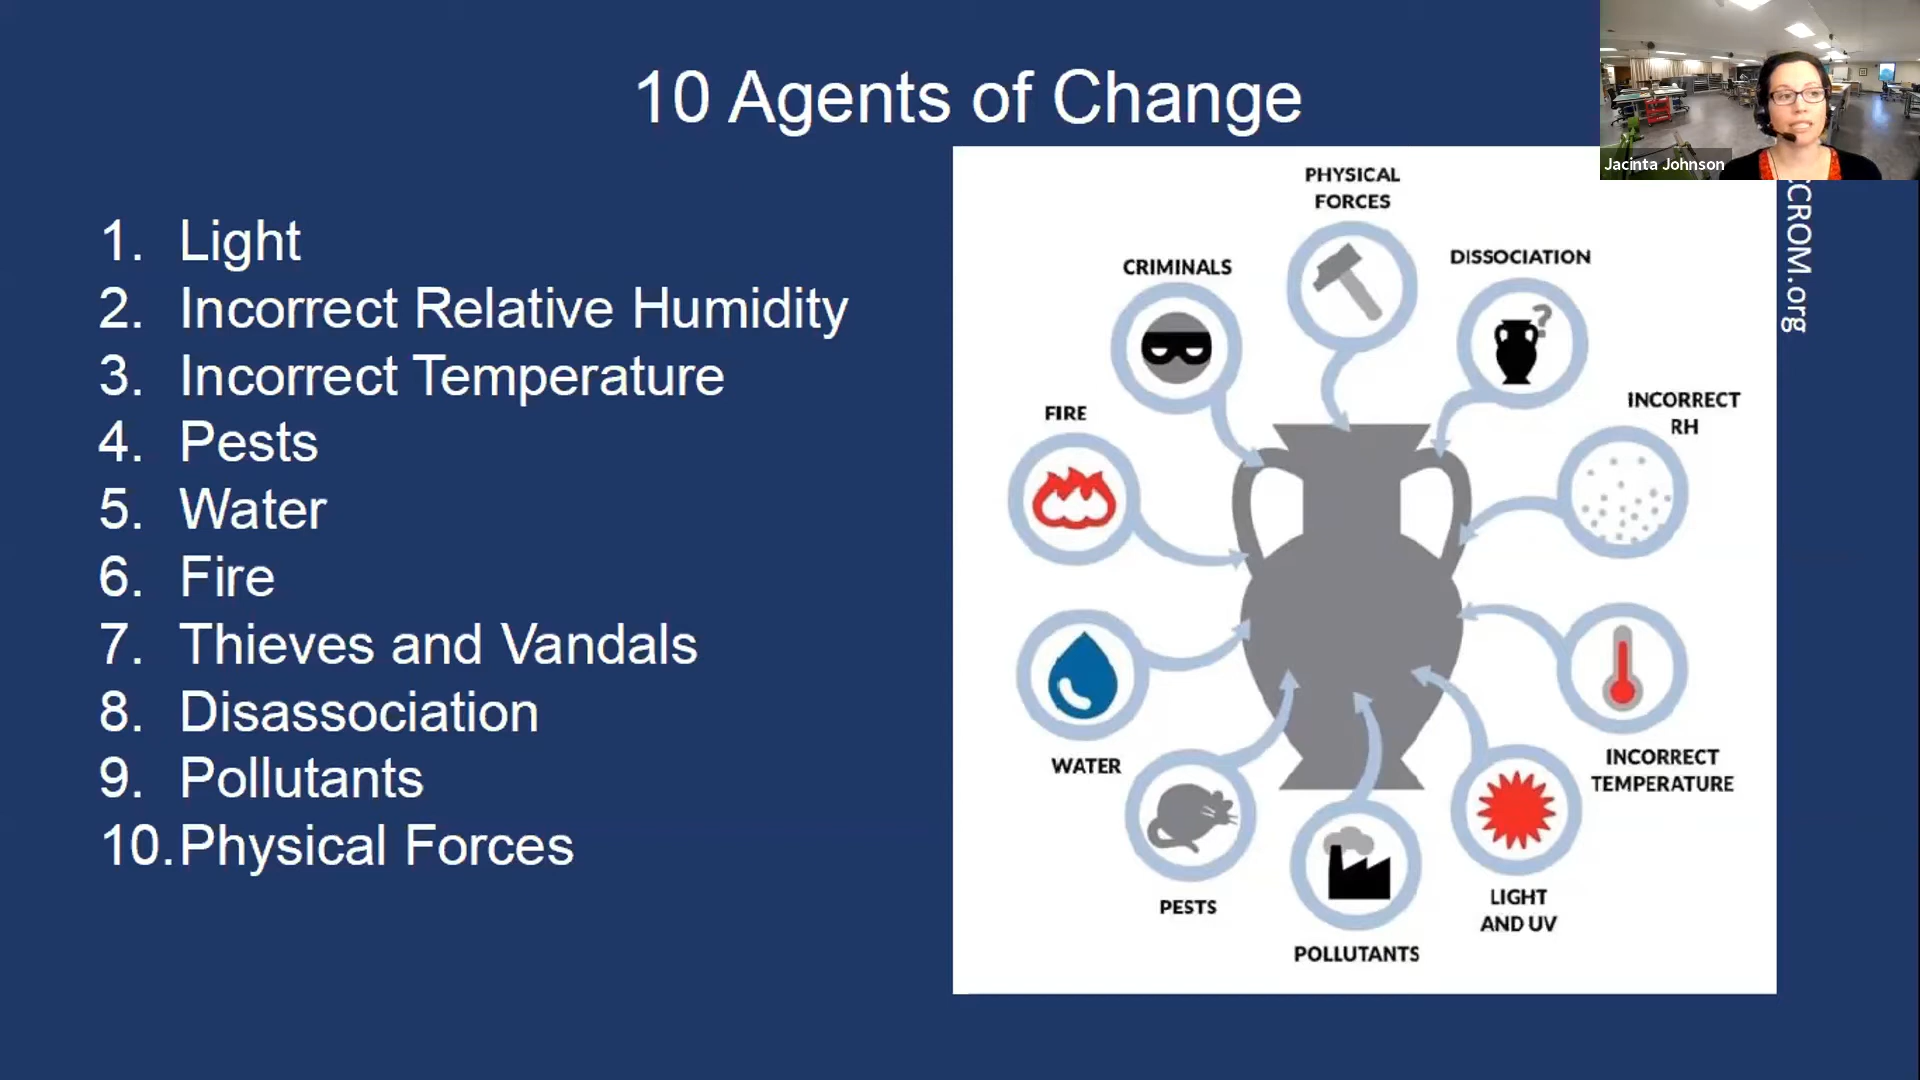 10 Agents of Change
Jacinta Johnson
1. Light
2. Incorrect Relative Humidity
3. Incorrect Temperature
4. Pests
5. Water
6. Fire
7. Thieves and Vandals
8. Disassociation
9. Pollutants
10. Physical Forces
PHYSICAL
FORCES
CRIMINALS
DISSOCIATION
FIRE
INCORRECT
RH
WATER
INCORRECT
TEMPERATURE
PESTS
LIGHT
AND UV
POLLUTANTS
CROM.org